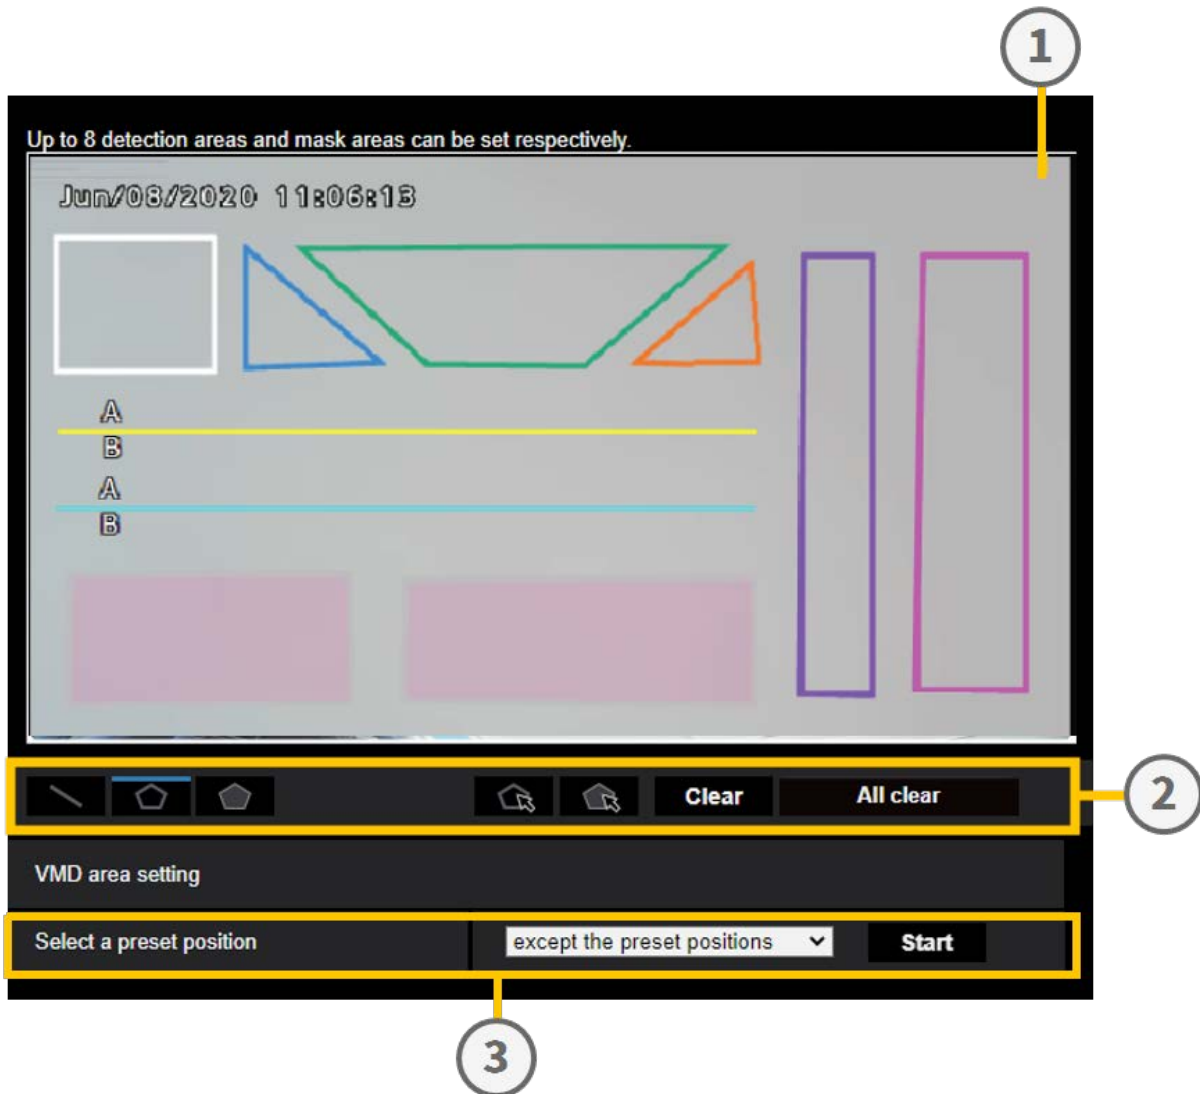 1
Up to 8 detection areas and mask areas can be set respectively.
Jun/08/2020 11:06:13
A
B
A
B
Clear All clear
2
VMD area setting
Select a preset position except the preset positions Start
3